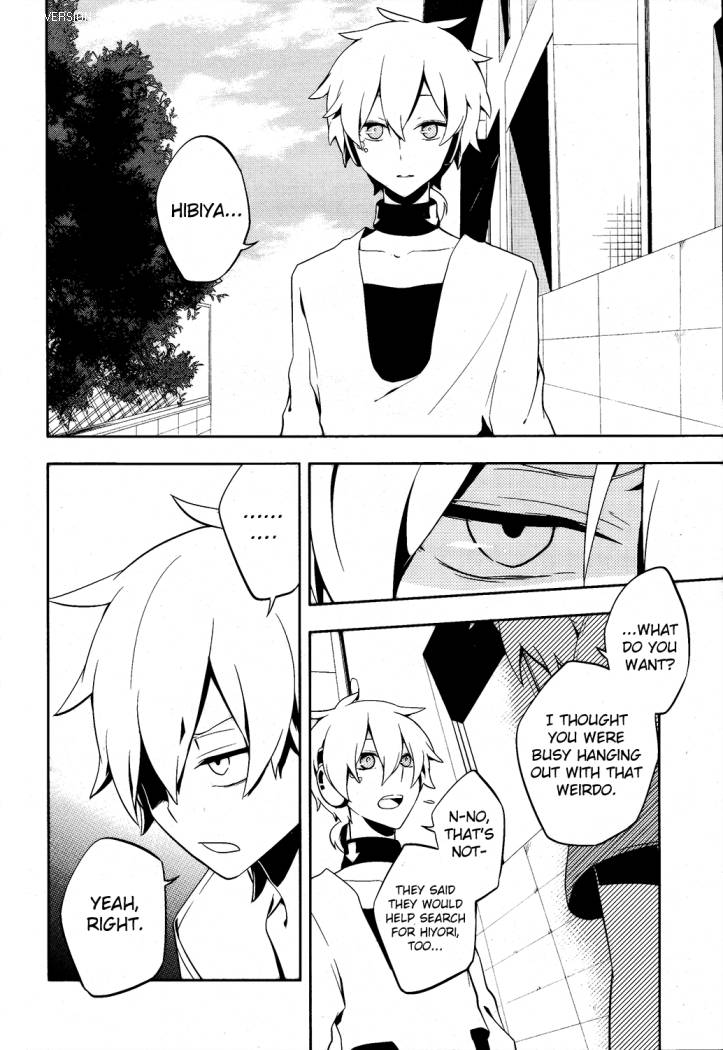 VERSION
HIBIYA...
......
....
...WHAT
DO YOU
WANT?
I THOUGHT
YOU WERE
BUSY HANGING
OUT WITH THAT
WEIRDO.
N-NO,
THAT'S
NOT-
THEY SAID
THEY WOULD
HELP SEARCH
FOR HIYORI,
TOO...
YEAH,
RIGHT.